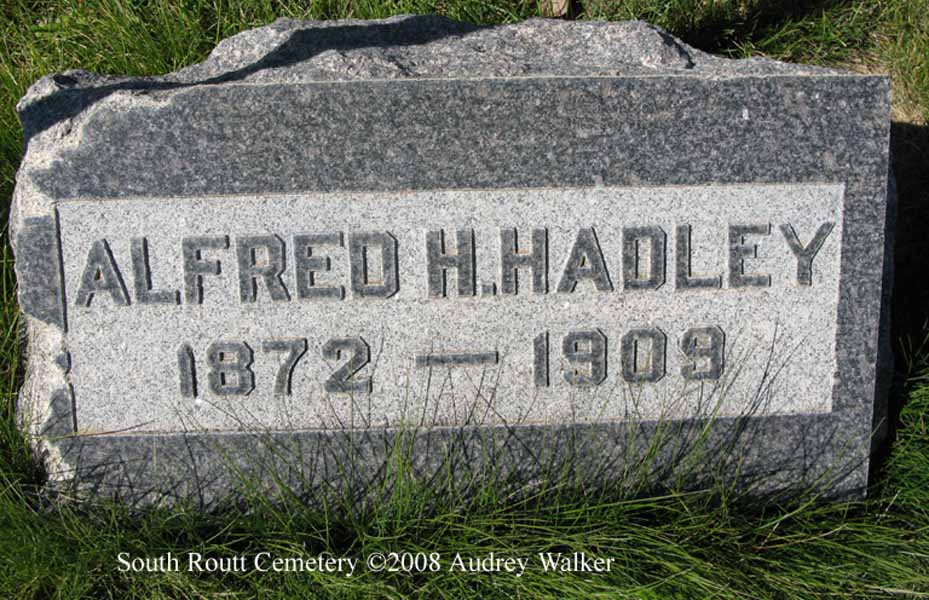 ALFRED H. HADLEY
1872 — 1909
South Routt Cemetery ©2008 Audrey Walker